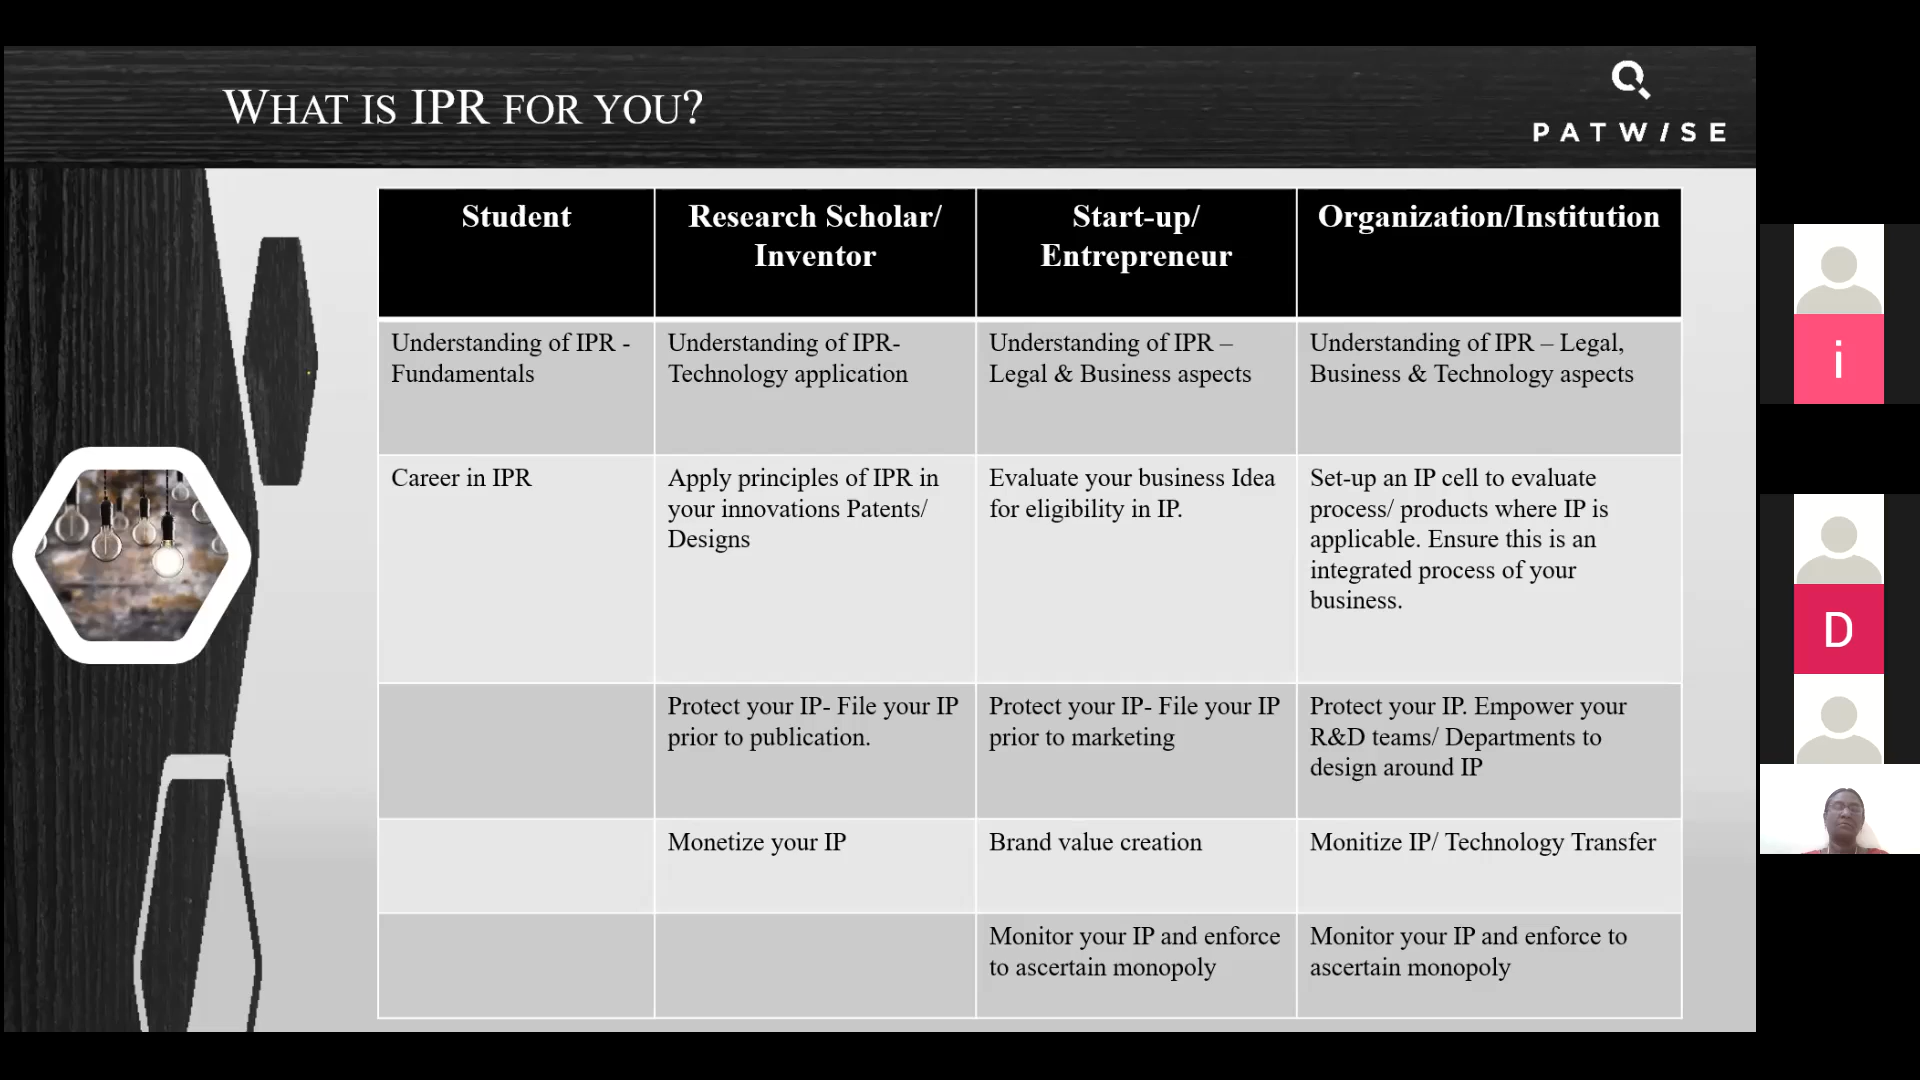 WHAT IS IPR FOR YOU?
PATWISE
Student
Research Scholar/
Inventor
Start-up/
Entrepreneur
Organization/Institution
Understanding of IPR -
Fundamentals
Understanding of IPR-
Technology application
Understanding of IPR –
Legal & Business aspects
Understanding of IPR – Legal,
Business & Technology aspects
Career in IPR
Apply principles of IPR in
your innovations Patents/
Designs
Evaluate your business Idea
for eligibility in IP.
Set-up an IP cell to evaluate
process/ products where IP is
applicable. Ensure this is an
integrated process of your
business.
Protect your IP- File your IP
prior to publication.
Protect your IP- File your IP
prior to marketing
Protect your IP. Empower your
R&D teams/ Departments to
design around IP
Monetize your IP
Brand value creation
Monitize IP/ Technology Transfer
Monitor your IP and enforce
to ascertain monopoly
Monitor your IP and enforce to
ascertain monopoly
i
D